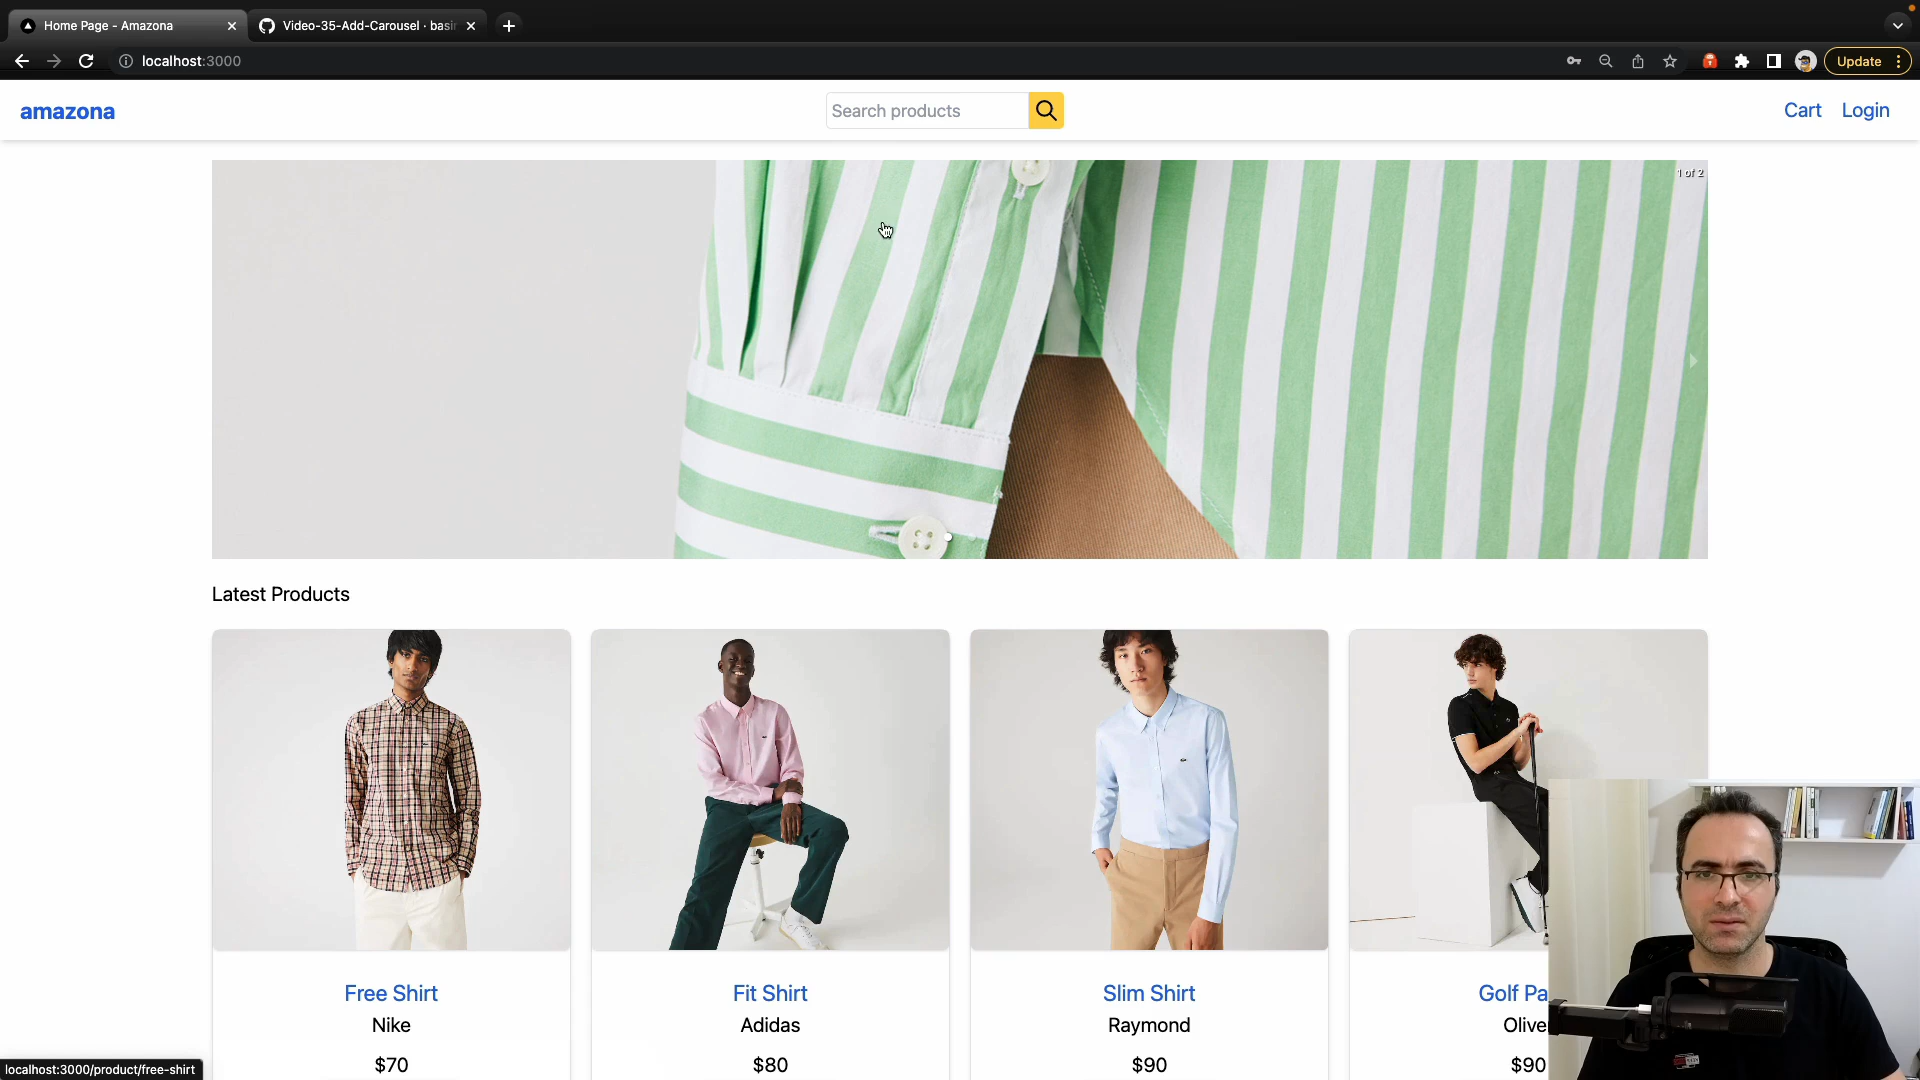 Home Page - Amazona
Video-35-Add-Carousel · basir
localhost:3000
Update
amazona
Search products
Cart
Login
1 of 2
Latest Products
Free Shirt
Fit Shirt
Slim Shirt
Golf Pa
Nike
Adidas
Raymond
Olive
$70
$80
$90
$90
localhost:3000/product/free-shirt